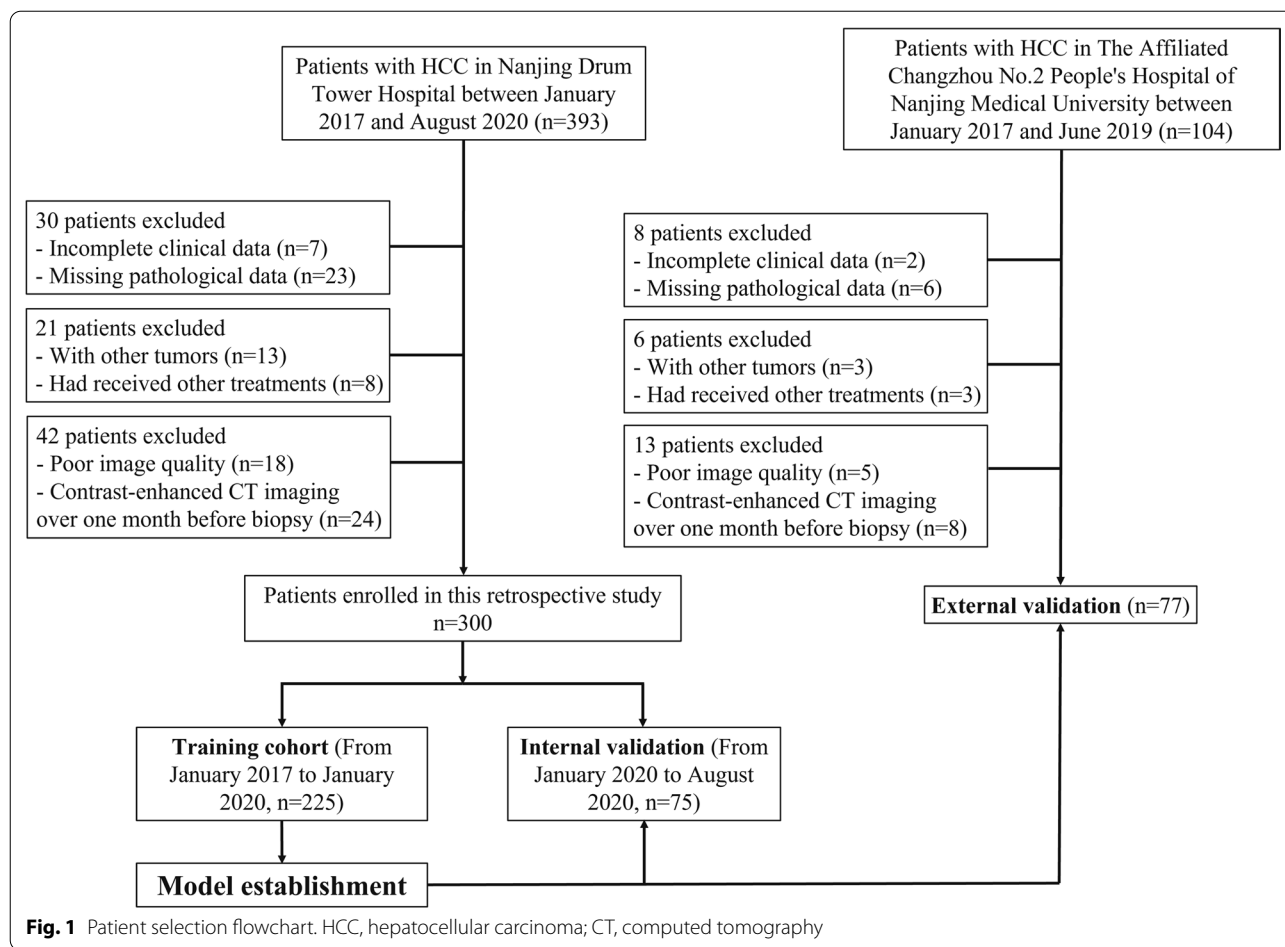 Patients with HCC in Nanjing Drum
Tower Hospital between January
2017 and August 2020 (n=393)
Patients with HCC in The Affiliated
Changzhou No.2 People's Hospital of
Nanjing Medical University between
January 2017 and June 2019 (n=104)
30 patients excluded
- Incomplete clinical data (n=7)
- Missing pathological data (n=23)
8 patients excluded
- Incomplete clinical data (n=2)
- Missing pathological data (n=6)
21 patients excluded
- With other tumors (n=13)
- Had received other treatments (n=8)
6 patients excluded
- With other tumors (n=3)
- Had received other treatments (n=3)
42 patients excluded
- Poor image quality (n=18)
- Contrast-enhanced CT imaging
over one month before biopsy (n=24)
13 patients excluded
- Poor image quality (n=5)
- Contrast-enhanced CT imaging
over one month before biopsy (n=8)
Patients enrolled in this retrospective study
n=300
External validation (n=77)
Training cohort (From
January 2017 to January
2020, n=225)
Internal validation (From
January 2020 to August
2020, n=75)
Model establishment
Fig. 1 Patient selection flowchart. HCC, hepatocellular carcinoma; CT, computed tomography